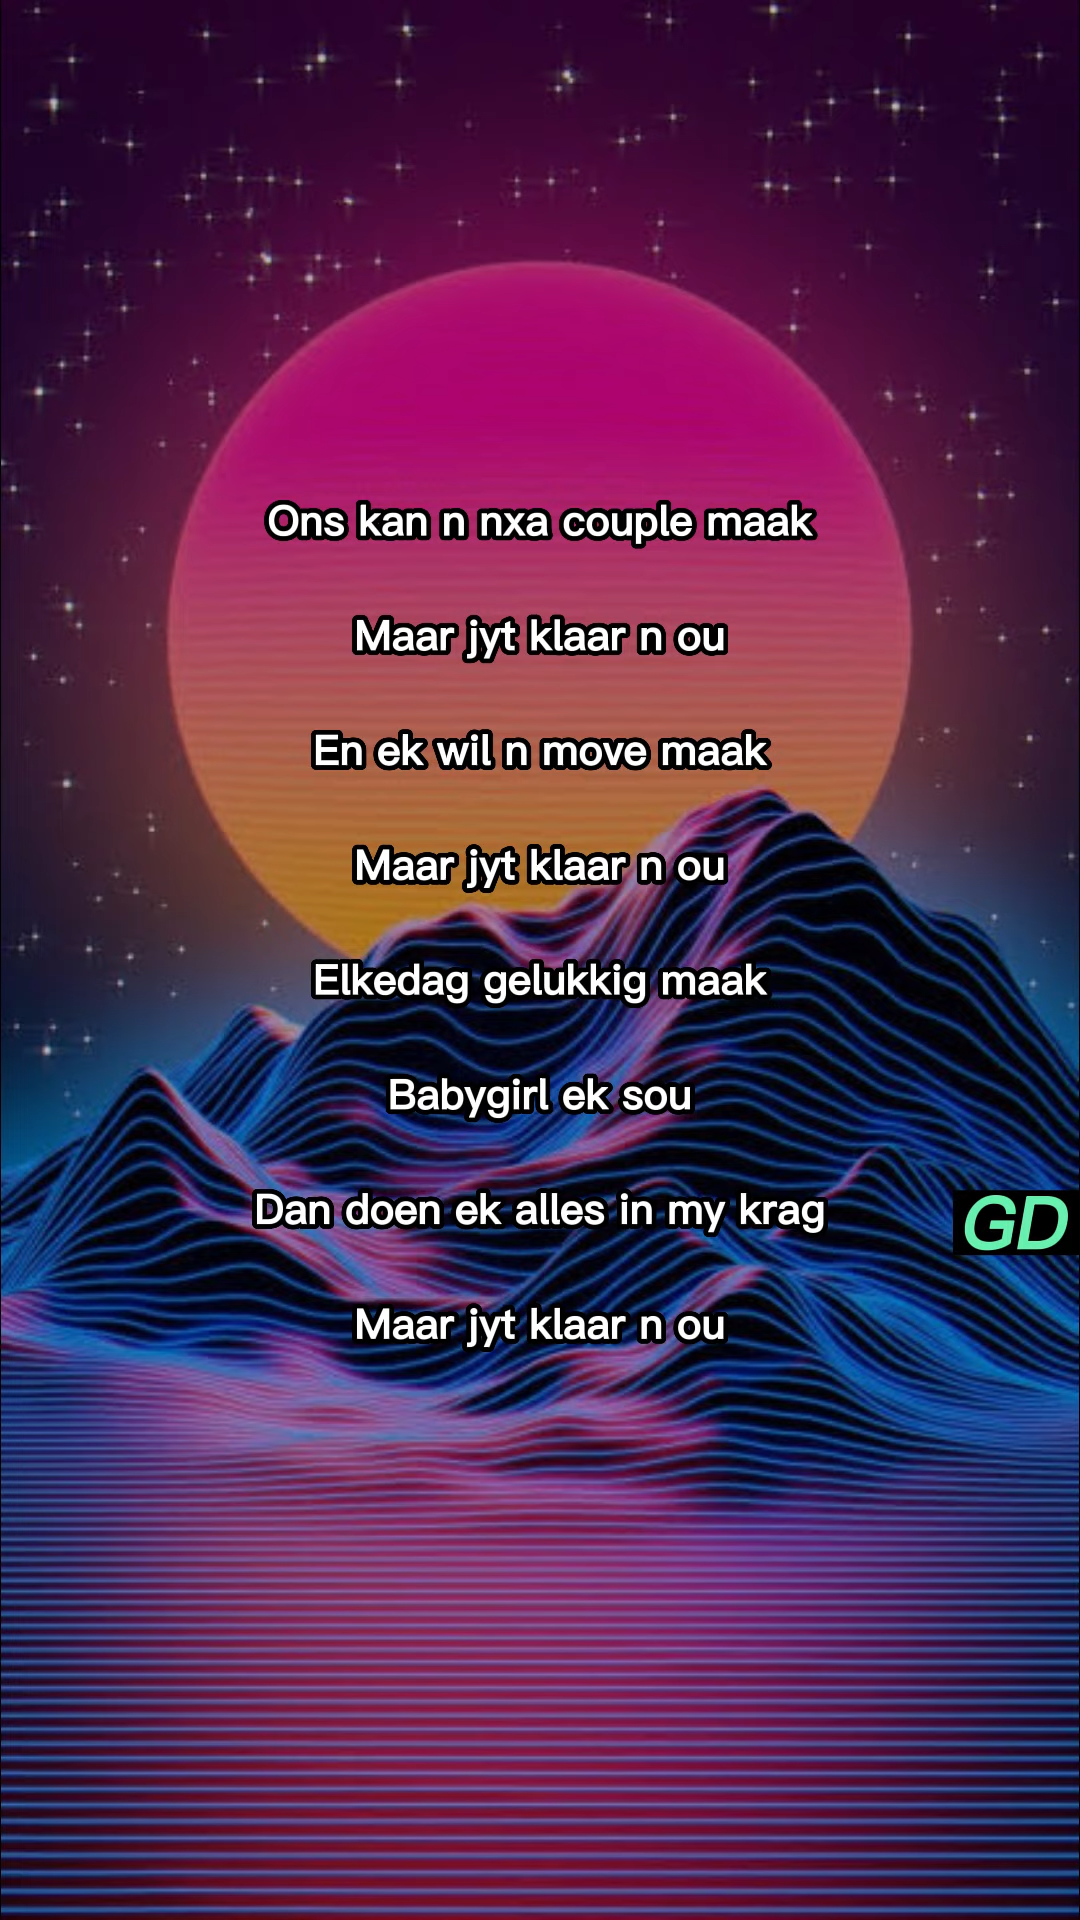 Ons kan n nxa couple maak
Maar jyt klaar n ou
En ek wil n move maak
Maar jyt klaar n ou
Elkedag gelukkig maak
Babygirl ek sou
Dan doen ek alles in my krag
GD
Maar jyt klaar n ou